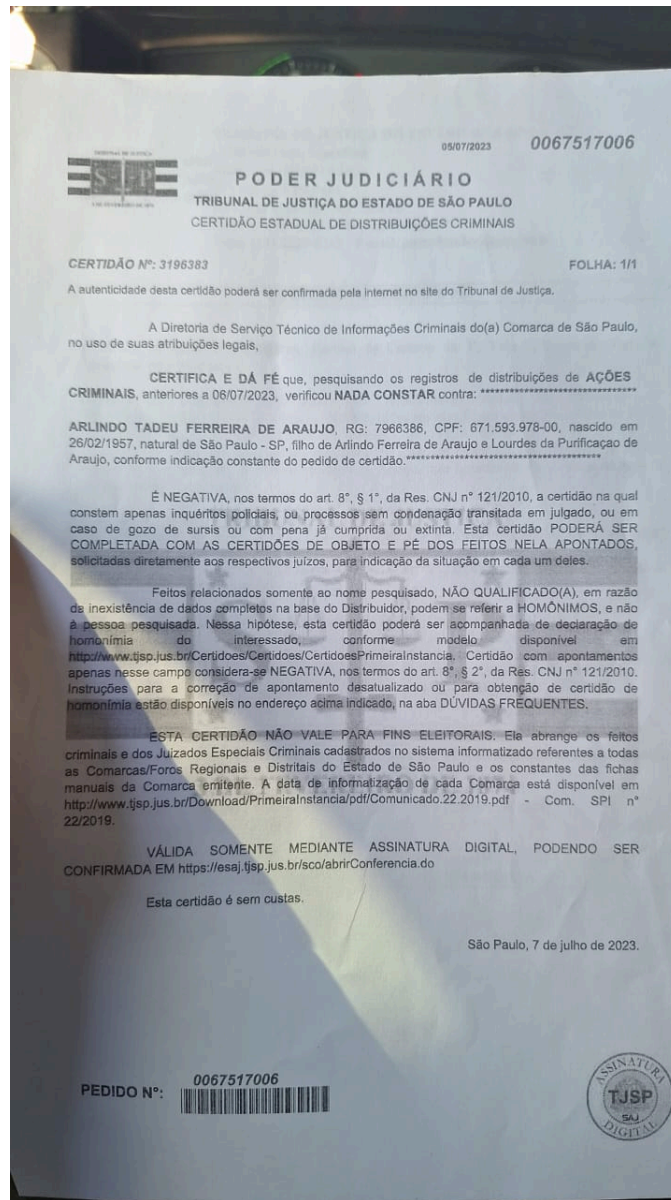 05/07/2023 0067517006
TRIBUNAL DE JUSTIÇA
S P
3 DE FEVEREIRO DE 1874
PODER JUDICIÁRIO
TRIBUNAL DE JUSTIÇA DO ESTADO DE SÃO PAULO
CERTIDÃO ESTADUAL DE DISTRIBUIÇÕES CRIMINAIS
CERTIDÃO Nº: 3196383 FOLHA: 1/1
A autenticidade desta certidão poderá ser confirmada pela internet no site do Tribunal de Justiça.
A Diretoria de Serviço Técnico de Informações Criminais do(a) Comarca de São Paulo,
no uso de suas atribuições legais,
CERTIFICA E DÁ FÉ que, pesquisando os registros de distribuições de AÇÕES
CRIMINAIS, anteriores a 06/07/2023, verificou NADA CONSTAR contra: *********************************
ARLINDO TADEU FERREIRA DE ARAUJO, RG: 7966386, CPF: 671.593.978-00, nascido em
26/02/1957, natural de São Paulo - SP, filho de Arlindo Ferreira de Araujo e Lourdes da Purificaçao de
Araujo, conforme indicação constante do pedido de certidão.******************************************
É NEGATIVA, nos termos do art. 8°, § 1°, da Res. CNJ n° 121/2010, a certidão na qual
constem apenas inquéritos policiais, ou processos sem condenação transitada em julgado, ou em
caso de gozo de sursis ou com pena já cumprida ou extinta. Esta certidão PODERÁ SER
COMPLETADA COM AS CERTIDÕES DE OBJETO E PÉ DOS FEITOS NELA APONTADOS,
solicitadas diretamente aos respectivos juízos, para indicação da situação em cada um deles.
Feitos relacionados somente ao nome pesquisado, NÃO QUALIFICADO(A), em razão
da inexistência de dados completos na base do Distribuidor, podem se referir a HOMÔNIMOS, e não
à pessoa pesquisada. Nessa hipótese, esta certidão poderá ser acompanhada de declaração de
homonímia do interessado, conforme modelo disponível em
http://www.tjsp.jus.br/Certidoes/Certidoes/CertidoesPrimeiraInstancia. Certidão com apontamentos
apenas nesse campo considera-se NEGATIVA, nos termos do art. 8°, § 2°, da Res. CNJ n° 121/2010.
Instruções para a correção de apontamento desatualizado ou para obtenção de certidão de
homonímia estão disponíveis no endereço acima indicado, na aba DÚVIDAS FREQUENTES.
ESTA CERTIDÃO NÃO VALE PARA FINS ELEITORAIS. Ela abrange os feitos
criminais e dos Juizados Especiais Criminais cadastrados no sistema informatizado referentes a todas
as Comarcas/Foros Regionais e Distritais do Estado de São Paulo e os constantes das fichas
manuais da Comarca emitente. A data de informatização de cada Comarca está disponível em
http://www.tjsp.jus.br/Download/PrimeiraInstancia/pdf/Comunicado.22.2019.pdf - Com. SPI n°
22/2019.
VÁLIDA SOMENTE MEDIANTE ASSINATURA DIGITAL, PODENDO SER
CONFIRMADA EM https://esaj.tjsp.jus.br/sco/abrirConferencia.do
Esta certidão é sem custas.
São Paulo, 7 de julho de 2023.
PEDIDO N°: 0067517006
ASSINATURA
TJSP
SAJ
DIGITAL